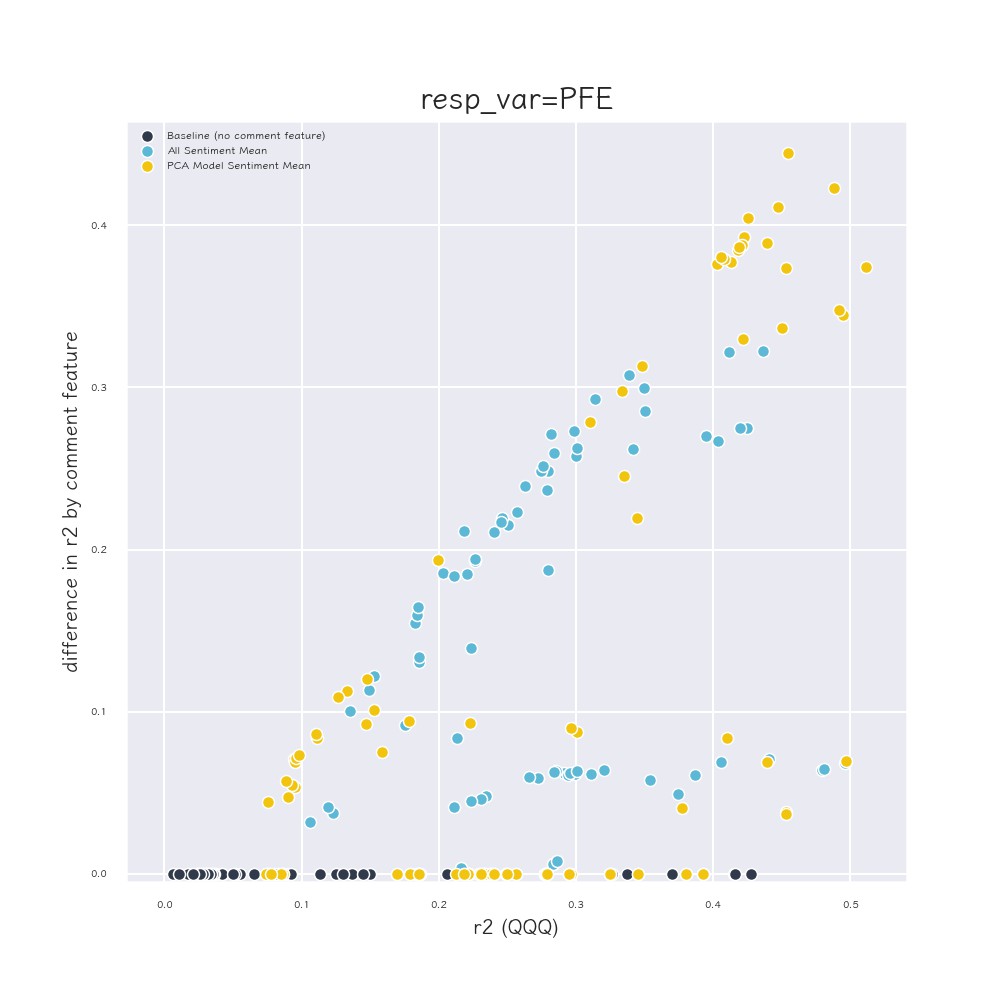 resp_var=PFE
Baseline (no comment feature)
All Sentiment Mean
PCA Model Sentiment Mean
difference in r2 by comment feature
0.4
0.3
0.2
0.1
0.0
0.0 0.1 0.2 0.3 0.4 0.5
r2 (QQQ)